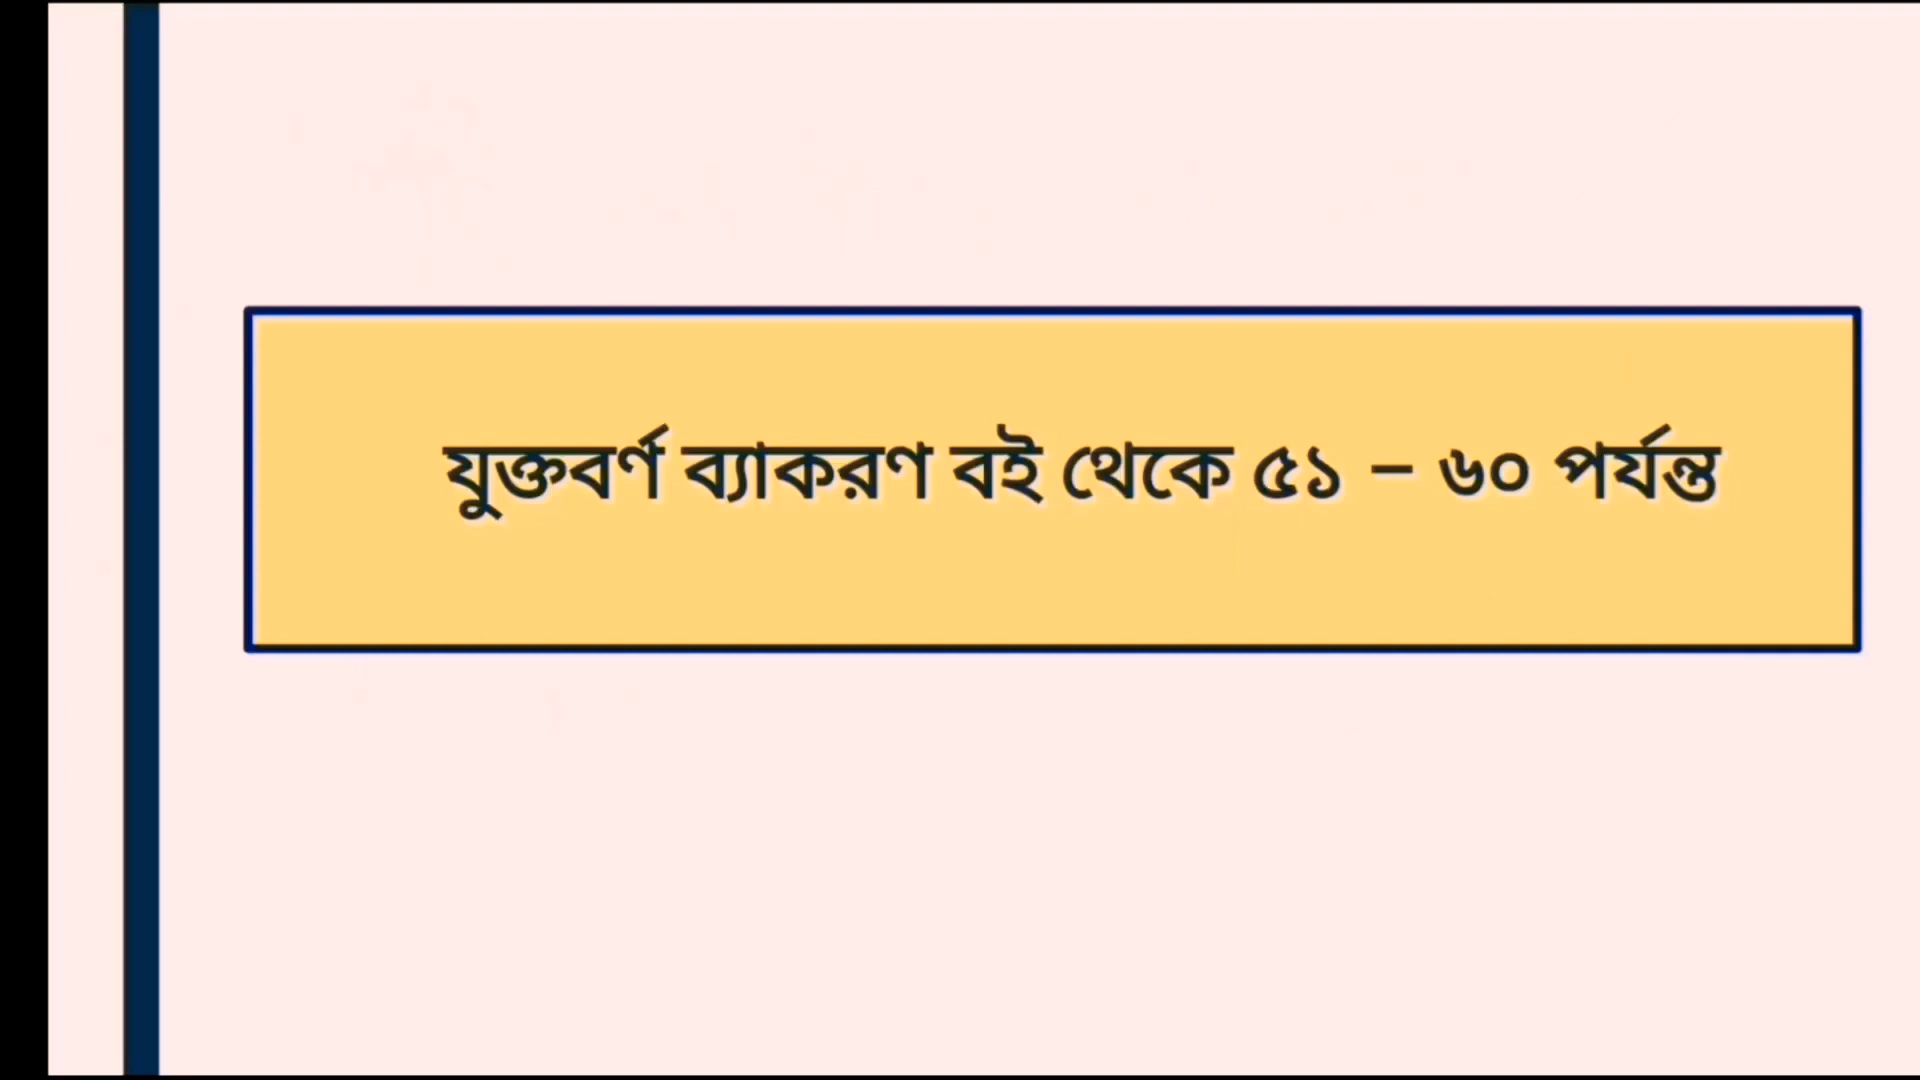 যুক্তবর্ণ ব্যাকরণ বই থেকে ৫১ – ৬০ পর্যন্ত